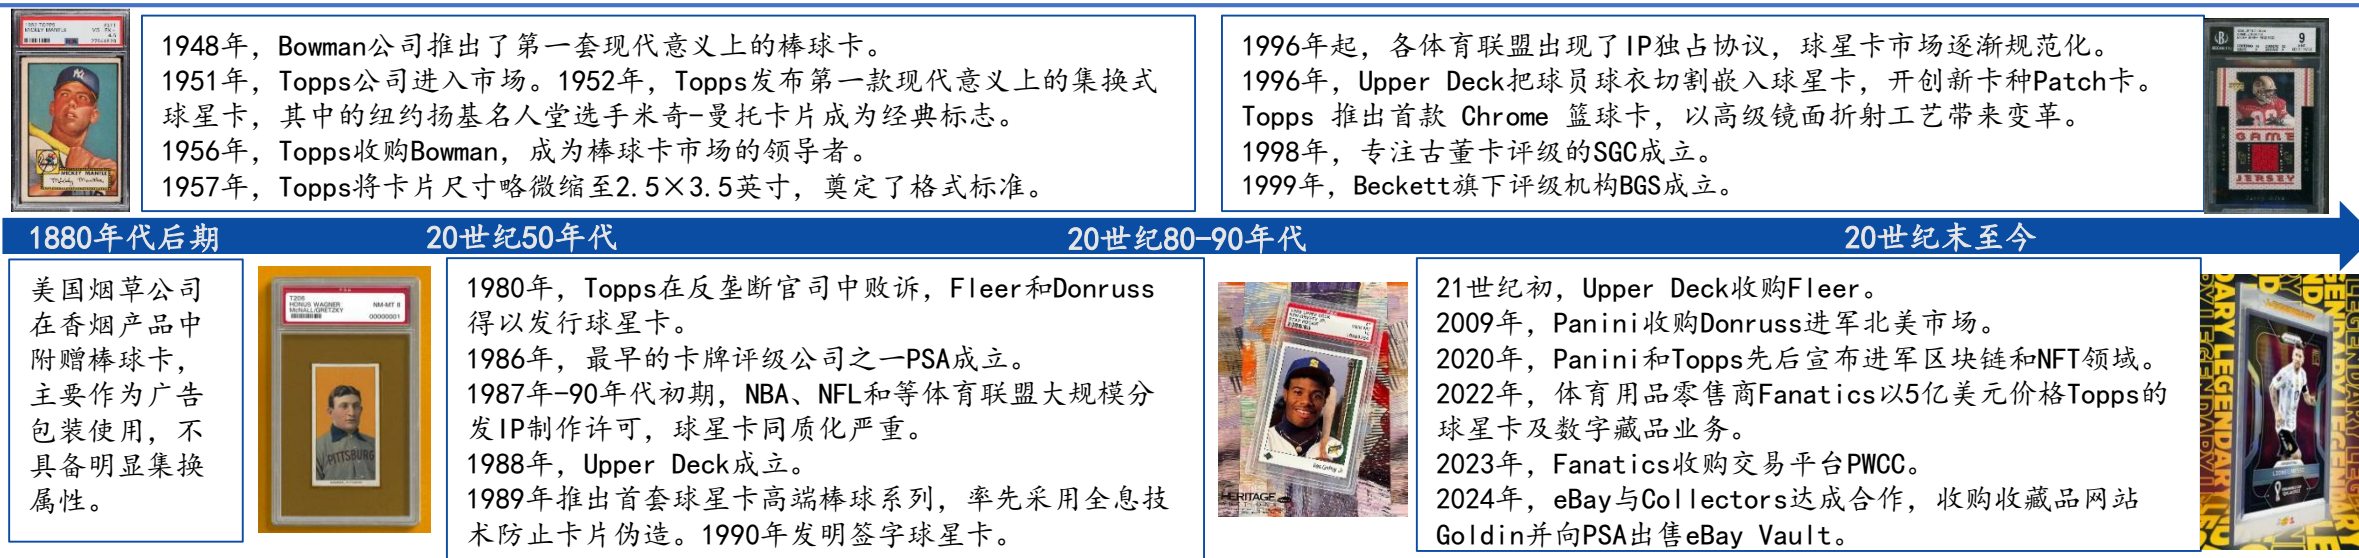 1948年，Bowman公司推出了第一套现代意义上的棒球卡。
1951年，Topps公司进入市场。1952年，Topps发布第一款现代意义上的集换式
球星卡，其中的纽约扬基名人堂选手米奇-曼托卡片成为经典标志。
1956年，Topps收购Bowman，成为棒球卡市场的领导者。
1957年，Topps将卡片尺寸略微缩至2.5×3.5英寸，奠定了格式标准。
1996年起，各体育联盟出现了IP独占协议，球星卡市场逐渐规范化。
1996年，Upper Deck把球员球衣切割嵌入球星卡，开创新卡种Patch卡。
Topps 推出首款 Chrome 篮球卡，以高级镜面折射工艺带来变革。
1998年，专注古董卡评级的SGC成立。
1999年，Beckett旗下评级机构BGS成立。
9
GAME
JERSEY
MICKEY MANTLE
1880年代后期
20世纪50年代
20世纪80-90年代
20世纪末至今
美国烟草公司
在香烟产品中
附赠棒球卡，
主要作为广告
包装使用，不
具备明显集换
属性。
T206
HONUS WAGNER
McNALL/GRETZKY
NM-MT 8
00000001
PITTSBURG
1980年，Topps在反垄断官司中败诉，Fleer和Donruss
得以发行球星卡。
1986年，最早的卡牌评级公司之一PSA成立。
1987年-90年代初期，NBA、NFL和等体育联盟大规模分
发IP制作许可，球星卡同质化严重。
1988年，Upper Deck成立。
1989年推出首套球星卡高端棒球系列，率先采用全息技
术防止卡片伪造。1990年发明签字球星卡。
HERITAGE
21世纪初，Upper Deck收购Fleer。
2009年，Panini收购Donruss进军北美市场。
2020年，Panini和Topps先后宣布进军区块链和NFT领域。
2022年，体育用品零售商Fanatics以5亿美元价格Topps的
球星卡及数字藏品业务。
2023年，Fanatics收购交易平台PWCC。
2024年，eBay与Collectors达成合作，收购收藏品网站
Goldin并向PSA出售eBay Vault。
LEGENDARY